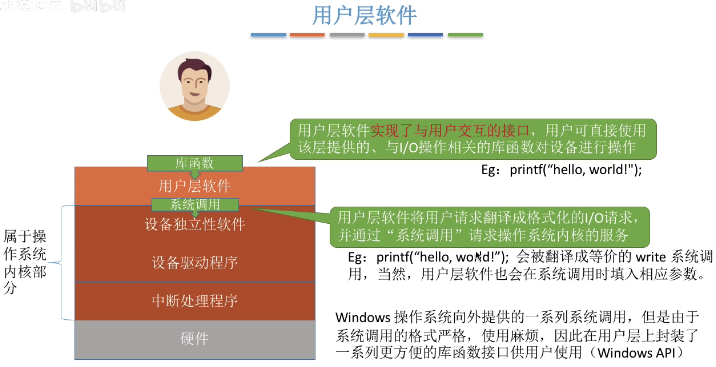 用户层软件
用户层软件实现了与用户交互的接口，用户可直接使用
该层提供的、与I/O操作相关的库函数对设备进行操作
Eg：printf(“hello, world!");
库函数
用户层软件
系统调用
设备独立性软件
设备驱动程序
中断处理程序
硬件
属于操
作系统
内核部
分
用户层软件将用户请求翻译成格式化的I/O请求，
并通过“系统调用”请求操作系统内核的服务
Eg：printf(“hello, world!”); 会被翻译成等价的 write 系统调
用，当然，用户层软件也会在系统调用时填入相应参数。
Windows 操作系统向外提供的一系列系统调用，但是由于
系统调用的格式严格，使用麻烦，因此在用户层上封装了
一系列更方便的库函数接口供用户使用（Windows API）